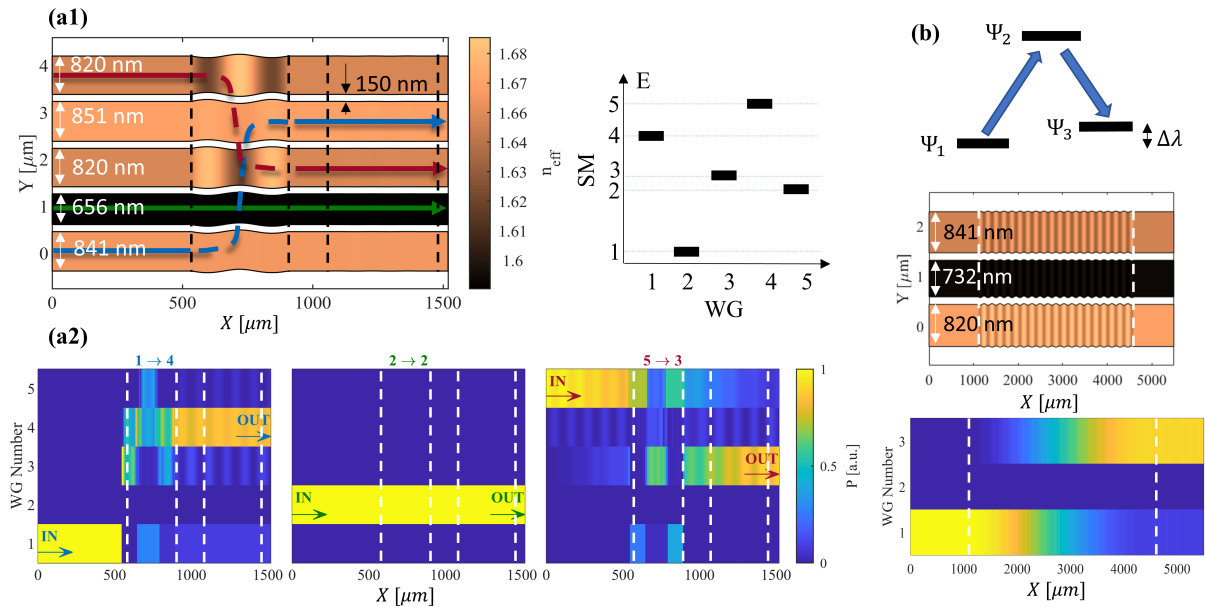 (a1)
4
3
2
1
0
Y [μm]
820 nm
851 nm
820 nm
656 nm
841 nm
150 nm
0
500
1000
1500
X [μm]
1.68
1.67
1.66
1.65
1.64
1.63
1.62
1.61
1.6
n_eff
E
5
4
3
2
1
SM
1 2 3 4 5
WG
(b)
Ψ2
Ψ1
Ψ3
Δλ
2
1
0
Y [μm]
841 nm
732 nm
820 nm
0 1000 2000 3000 4000 5000
X [μm]
(a2)
1 → 4
2 → 2
5 → 3
WG Number
5
4
3
2
1
IN
OUT
IN
OUT
IN
OUT
0 500 1000 1500
0 500 1000 1500
0 500 1000 1500
X [μm]
X [μm]
X [μm]
1
0.5
0
P [a.u.]
WG Number
3
2
1
0 1000 2000 3000 4000 5000
X [μm]